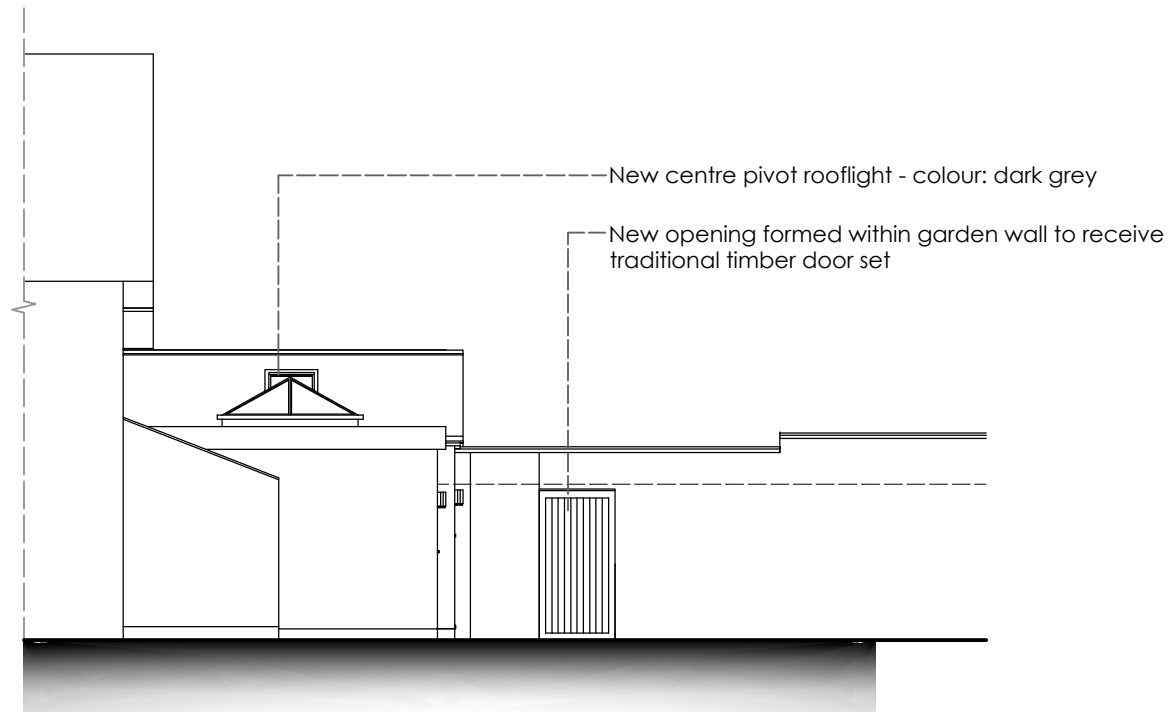 New centre pivot rooflight - colour: dark grey
New opening formed within garden wall to receive
traditional timber door set